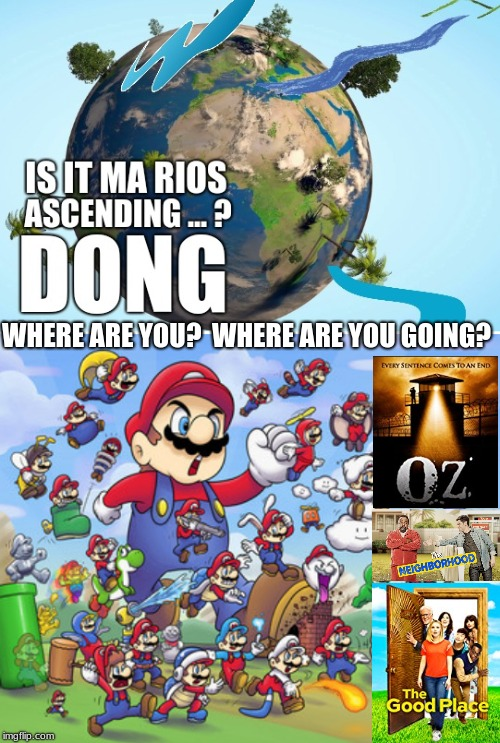 IS IT MA RIOS
ASCENDING ... ?
DONG
WHERE ARE YOU? WHERE ARE YOU GOING?
EVERY SENTENCE COMES TO AN END.
OZ
THE
NEIGHBORHOOD
The
Good Place
imgflip.com